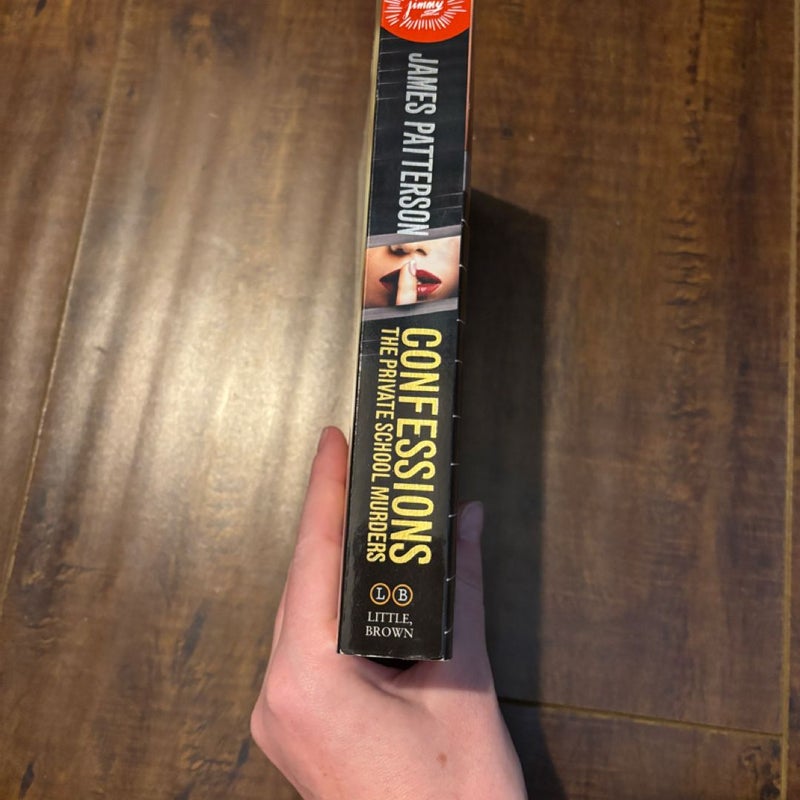 jimmy
JAMES PATTERSON
CONFESSIONS
THE PRIVATE SCHOOL MURDERS
L B
LITTLE,
BROWN